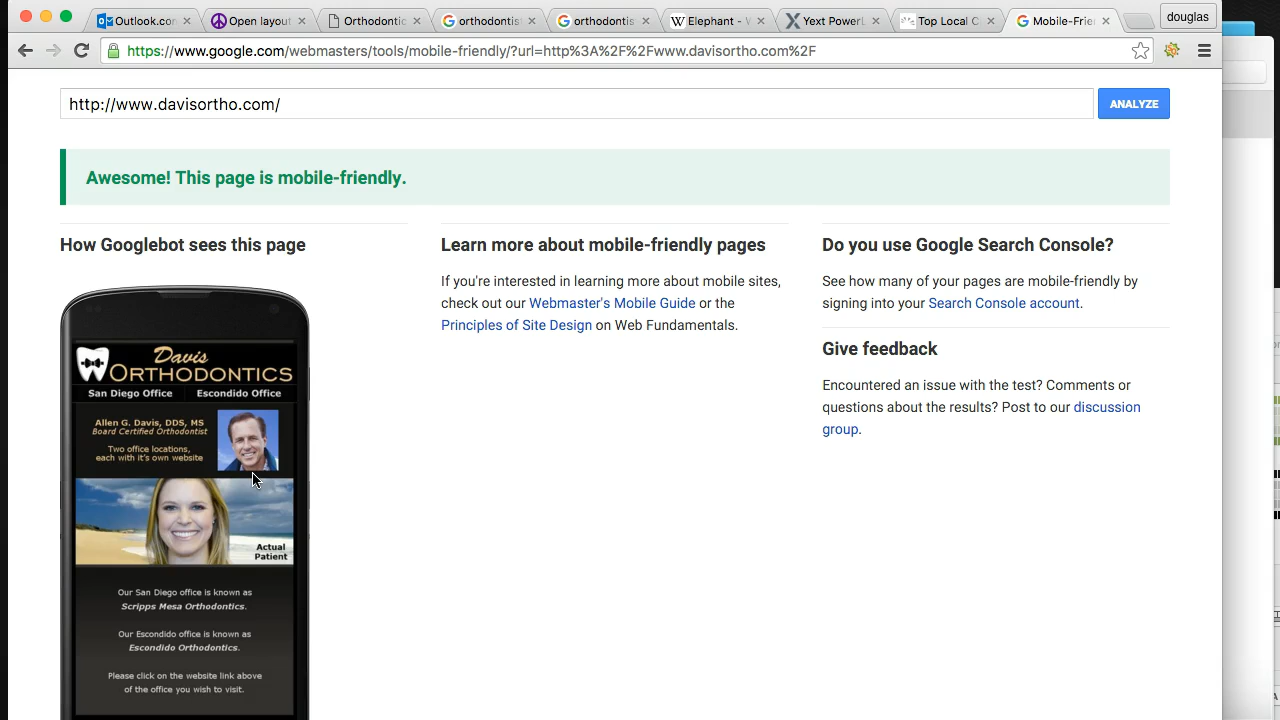 Outlook.co
Open layou
Orthodontic
orthodontis
orthodontis
Elephant -
Text PowerL
Top Local C
Mobile-Frie
douglas
https://www.google.com/webmasters/tools/mobile-friendly/?url=http%3A%2F%2Fwww.davisortho.com%2F
http://www.davisortho.com/
ANALYZE
Awesome! This page is mobile-friendly.
How Googlebot sees this page
Davis
ORTHODONTICS
San Diego Office Escondido Office
Allen G. Davis, DDS, MS
Board Certified Orthodontist
Two office locations,
each with it's own website
Actual
Patient
Our San Diego office is known as
Scripps Mesa Orthodontics.
Our Escondido office is known as
Escondido Orthodontics.
Please click on the website link above
of the office you wish to visit.
Learn more about mobile-friendly pages
If you're interested in learning more about mobile sites,
check out our Webmaster's Mobile Guide or the
Principles of Site Design on Web Fundamentals.
Do you use Google Search Console?
See how many of your pages are mobile-friendly by
signing into your Search Console account.
Give feedback
Encountered an issue with the test? Comments or
questions about the results? Post to our discussion
group.